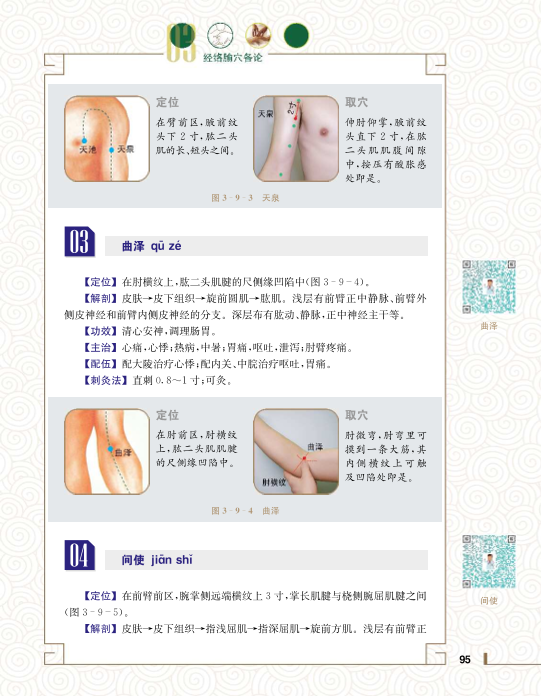 03
经络腧穴各论
定位
在臂前区，腋前纹
头下 2 寸，肱二头
肌的长、短头之间。
天池
天泉
天泉
2寸
取穴
伸肘仰掌，腋前纹
头直下 2 寸，在肱
二头肌肌腹间隙
中，按压有酸胀感
处即是。
图 3-9-3 天泉
03
曲泽 qū zé
【定位】在肘横纹上，肱二头肌腱的尺侧缘凹陷中(图 3-9-4)。
【解剖】皮肤→皮下组织→旋前圆肌→肱肌。浅层有前臂正中静脉、前臂外
侧皮神经和前臂内侧皮神经的分支。深层布有肱动、静脉，正中神经主干等。
【功效】清心安神，调理肠胃。
【主治】心痛，心悸；热病，中暑；胃痛，呕吐，泄泻；肘臂疼痛。
【配伍】配大陵治疗心悸；配内关、中脘治疗呕吐，胃痛。
【刺灸法】直刺 0.8～1 寸；可灸。
定位
在肘前区，肘横纹
上，肱二头肌肌腱
的尺侧缘凹陷中。
曲泽
曲泽
肘横纹
取穴
肘微弯，肘弯里可
摸到一条大筋，其
内侧横纹上可触
及凹陷处即是。
图 3-9-4 曲泽
04
间使 jiān shǐ
【定位】在前臂前区，腕掌侧远端横纹上 3 寸，掌长肌腱与桡侧腕屈肌腱之间
(图 3-9-5)。
【解剖】皮肤→皮下组织→指浅屈肌→指深屈肌→旋前方肌。浅层有前臂正
曲泽
间使
95